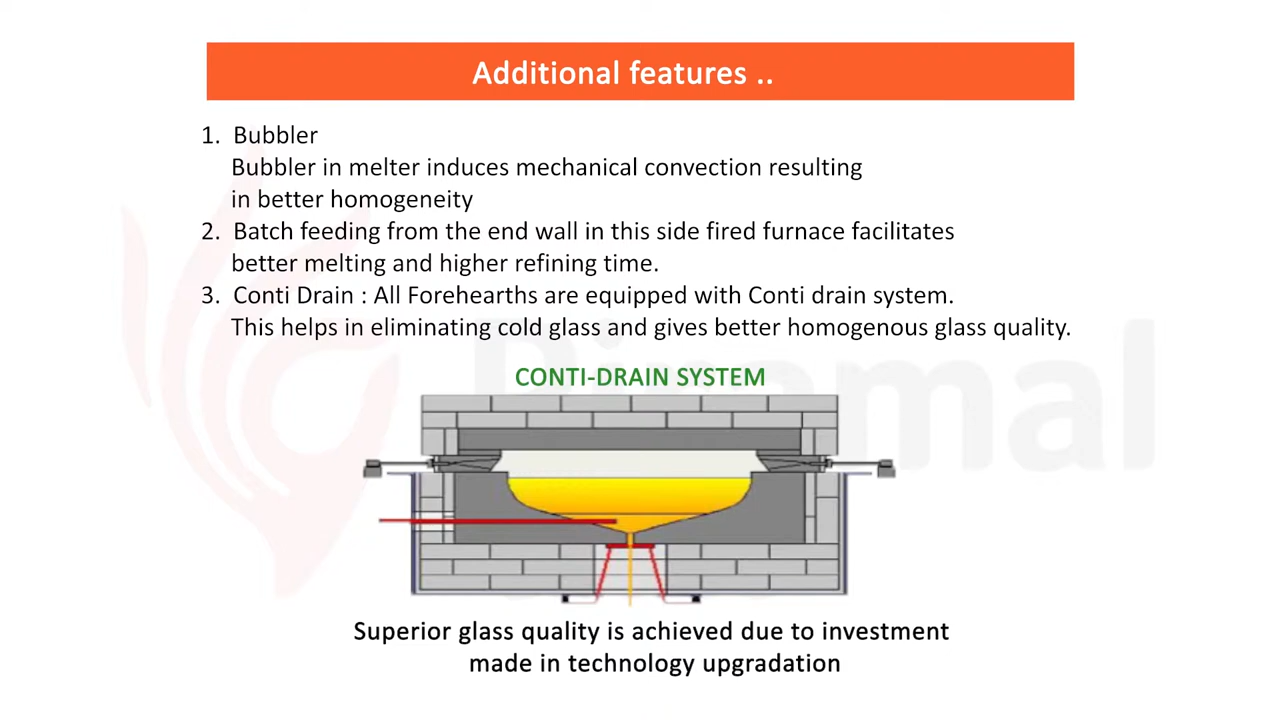 Additional features ..
1. Bubbler
Bubbler in melter induces mechanical convection resulting
in better homogeneity
2. Batch feeding from the end wall in this side fired furnace facilitates
better melting and higher refining time.
3. Conti Drain : All Forehearths are equipped with Conti drain system.
This helps in eliminating cold glass and gives better homogenous glass quality.
Piramal
CONTI-DRAIN SYSTEM
Superior glass quality is achieved due to investment
made in technology upgradation